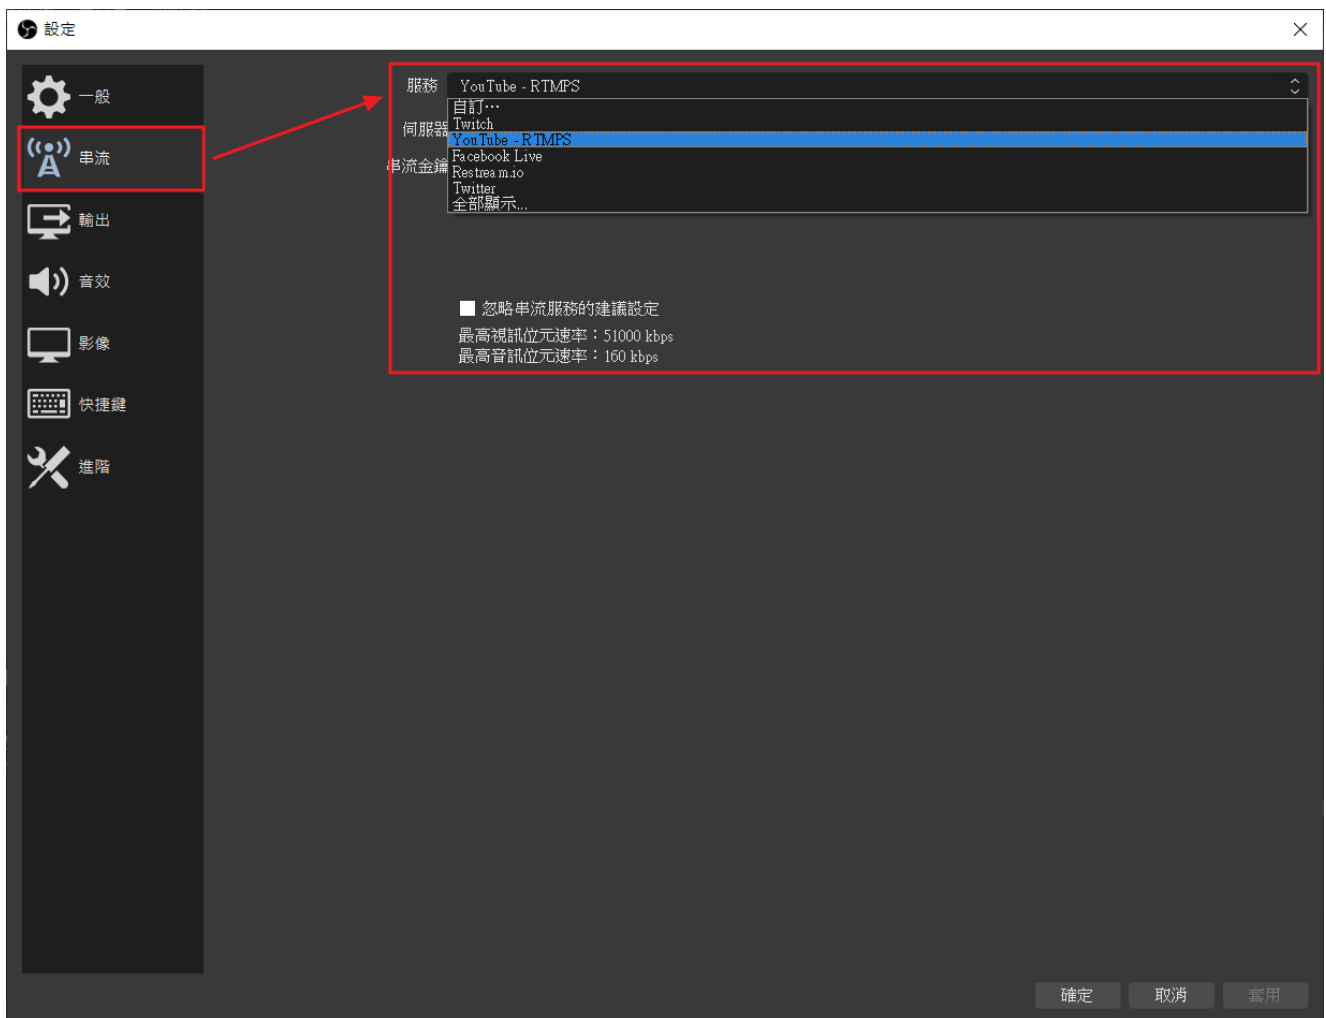 設定
一般
串流
輸出
音效
影像
快捷鍵
進階
服務 YouTube - RTMPS
自訂…
伺服器
Twitch
YouTube - RTMPS
Facebook Live
串流金鑰
Restream.io
Twitter
全部顯示...
忽略串流服務的建議設定
最高視訊位元速率：51000 kbps
最高音訊位元速率：160 kbps
確定 取消 套用